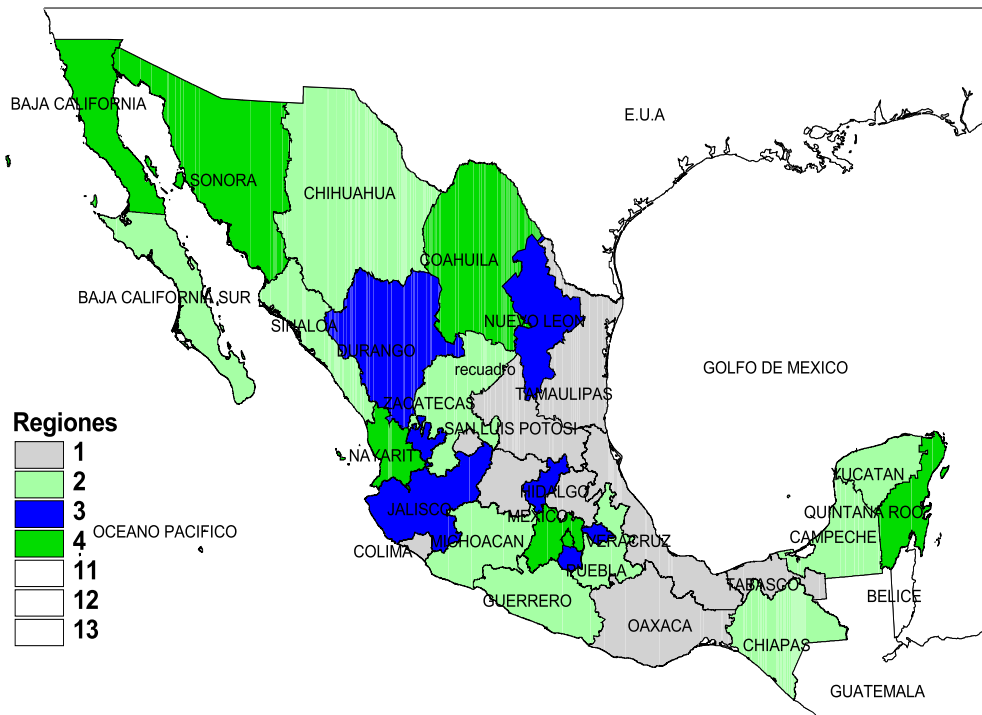 E.U.A
BAJA CALIFORNIA
SONORA
CHIHUAHUA
COAHUILA
BAJA CALIFORNIA SUR
SINALOA
NUEVO LEON
DURANGO
recuadro
GOLFO DE MEXICO
TAMAULIPAS
ZACATECAS
Regiones
SAN LUIS POTOSI
1
NAYARIT
YUCATAN
2
HIDALGO
3
JALISCO
QUINTANA ROO
MEXICO
4
OCEANO PACIFICO
CAMPECHE
MICHOACAN
VERACRUZ
COLIMA
11
PUEBLA
TABASCO
BELICE
12
GUERRERO
13
OAXACA
CHIAPAS
GUATEMALA